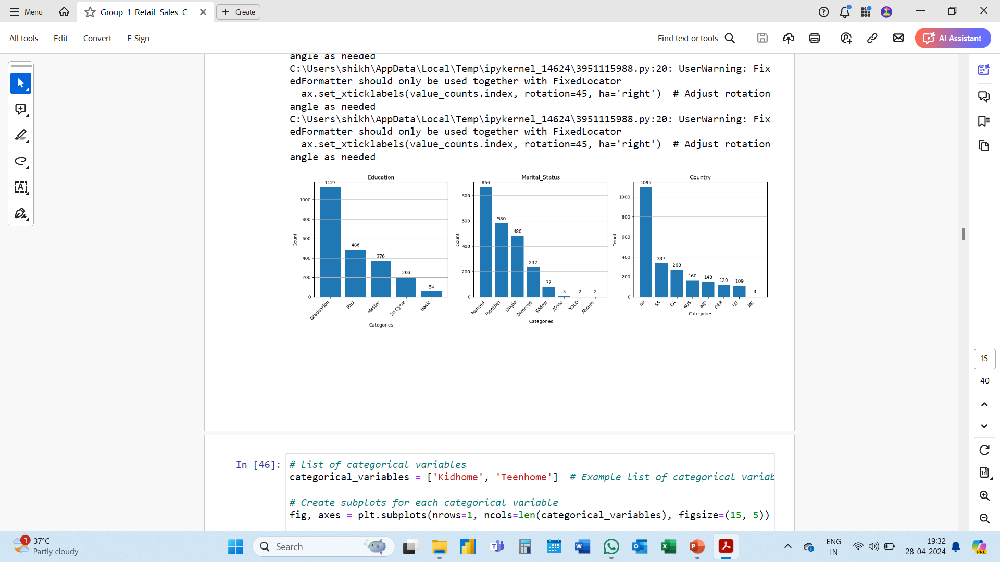 Menu
Group_1_Retail_Sales_C...
Create
All tools
Edit
Convert
E-Sign
Find text or tools
AI Assistant
angle as needed
C:\Users\shikh\AppData\Local\Temp\ipykernel_14624\3951115988.py:20: UserWarning: Fix
edFormatter should only be used together with FixedLocator
ax.set_xticklabels(value_counts.index, rotation=45, ha='right')  # Adjust rotation
angle as needed
C:\Users\shikh\AppData\Local\Temp\ipykernel_14624\3951115988.py:20: UserWarning: Fix
edFormatter should only be used together with FixedLocator
ax.set_xticklabels(value_counts.index, rotation=45, ha='right')  # Adjust rotation
angle as needed
Education
1127
486
370
203
54
1000
800
600
400
200
0
Count
Graduation
PhD
Master
2n Cycle
Basic
Categories
Marital_Status
864
580
480
232
77
3
2
2
800
600
400
200
0
Count
Married
Together
Single
Divorced
Widow
Alone
YOLO
Absurd
Categories
Country
1095
337
268
160
148
120
109
3
1000
800
600
400
200
0
Count
SP
SA
CA
AUS
IND
GER
US
ME
Categories
15
40
1:1
In [46]:
# List of categorical variables
categorical_variables = ['Kidhome', 'Teenhome']  # Example list of categorical variab
# Create subplots for each categorical variable
fig, axes = plt.subplots(nrows=1, ncols=len(categorical_variables), figsize=(15, 5))
1
37°C
Partly cloudy
Search
ENG
IN
19:32
28-04-2024
PRE